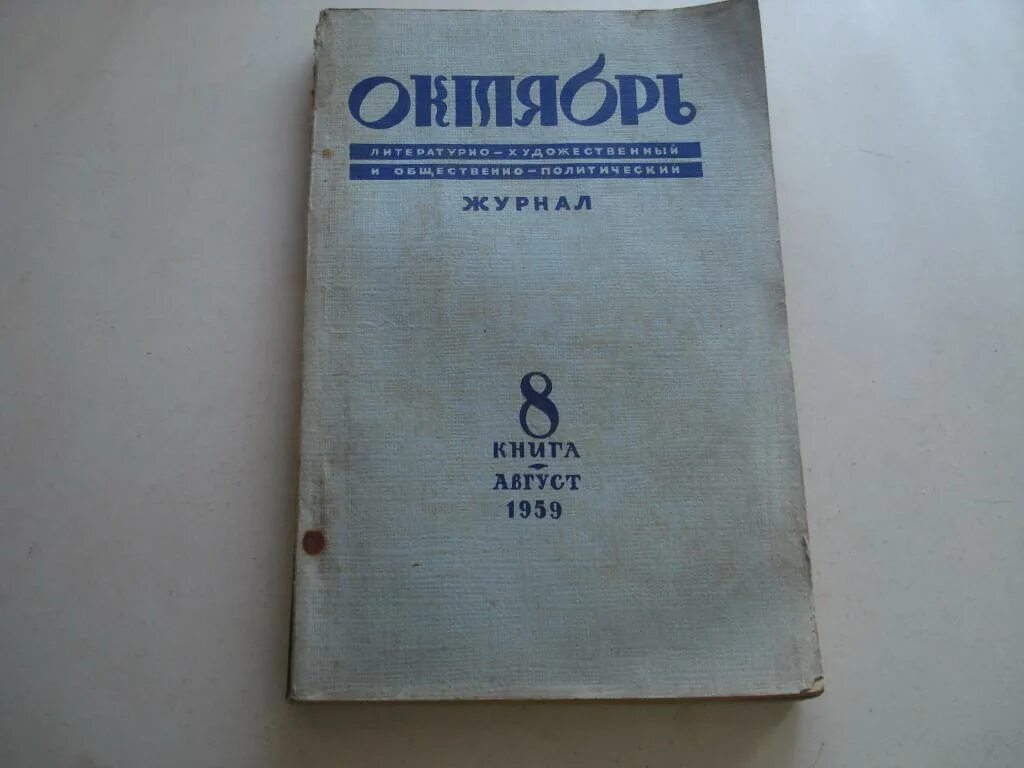 ОКТЯБРЬ
ЛИТЕРАТУРНО-ХУДОЖЕСТВЕННЫЙ
И ОБЩЕСТВЕННО-ПОЛИТИЧЕСКИЙ
ЖУРНАЛ
8
КНИГА
АВГУСТ
1959